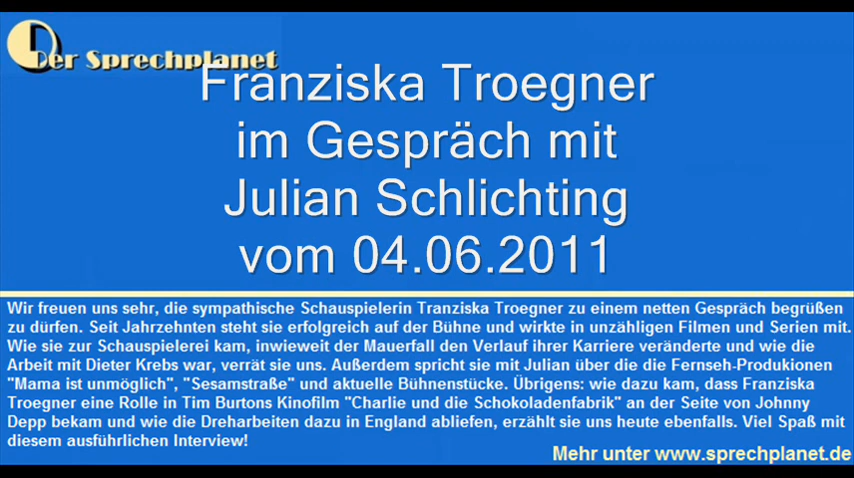 Der Sprechplanet
Franziska Troegner
im Gespräch mit
Julian Schlichting
vom 04.06.2011
Wir freuen uns sehr, die sympathische Schauspielerin Tranziska Troegner zu einem netten Gespräch begrüßen
zu dürfen. Seit Jahrzehnten steht sie erfolgreich auf der Bühne und wirkte in unzähligen Filmen und Serien mit.
Wie sie zur Schauspielerei kam, inwieweit der Mauerfall den Verlauf ihrer Karriere veränderte und wie die
Arbeit mit Dieter Krebs war, verrät sie uns. Außerdem spricht sie mit Julian über die die Fernseh-Produkionen
"Mama ist unmöglich", "Sesamstraße" und aktuelle Bühnenstücke. Übrigens: wie dazu kam, dass Franziska
Troegner eine Rolle in Tim Burtons Kinofilm "Charlie und die Schokoladenfabrik" an der Seite von Johnny
Depp bekam und wie die Dreharbeiten dazu in England abliefen, erzählt sie uns heute ebenfalls. Viel Spaß mit
diesem ausführlichen Interview!
Mehr unter www.sprechplanet.de